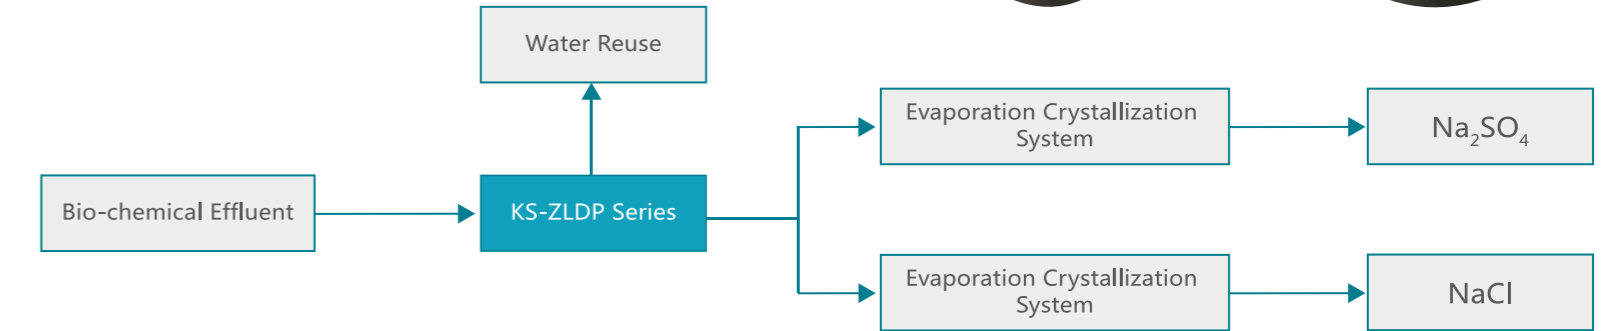 Water Reuse
Bio-chemical Effluent
KS-ZLDP Series
Evaporation Crystallization
System
Na₂SO₄
Evaporation Crystallization
System
NaCl